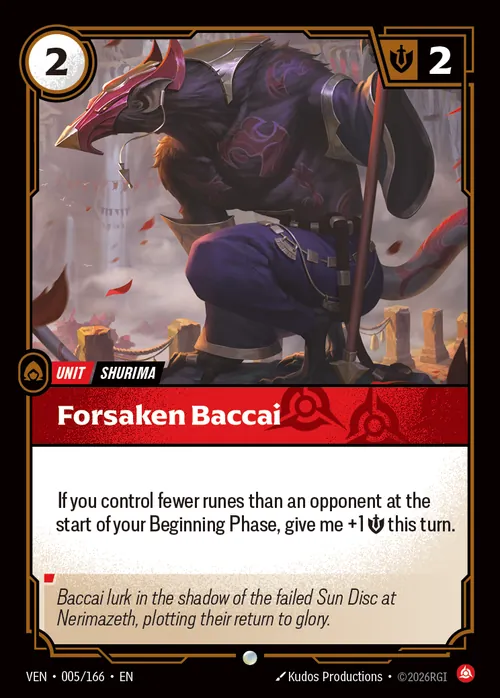 2
2
UNIT
SHURIMA
Forsaken Baccai
If you control fewer runes than an opponent at the
start of your Beginning Phase, give me +1 this turn.
Baccai lurk in the shadow of the failed Sun Disc at
Nerimazeth, plotting their return to glory.
VEN • 005/166 • EN
Kudos Productions • ©2026RGI